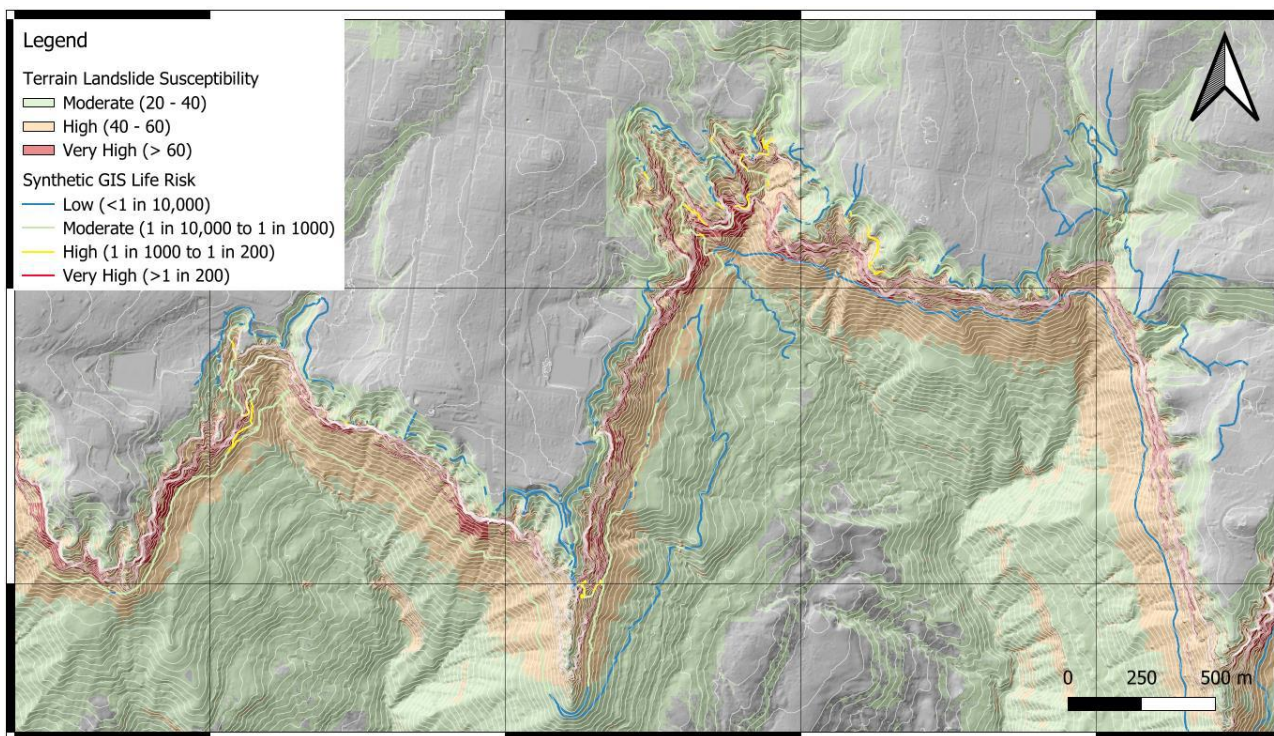 Legend
Terrain Landslide Susceptibility
Moderate (20 - 40)
High (40 - 60)
Very High (> 60)
Synthetic GIS Life Risk
Low (<1 in 10,000)
Moderate (1 in 10,000 to 1 in 1000)
High (1 in 1000 to 1 in 200)
Very High (>1 in 200)
0 250 500 m